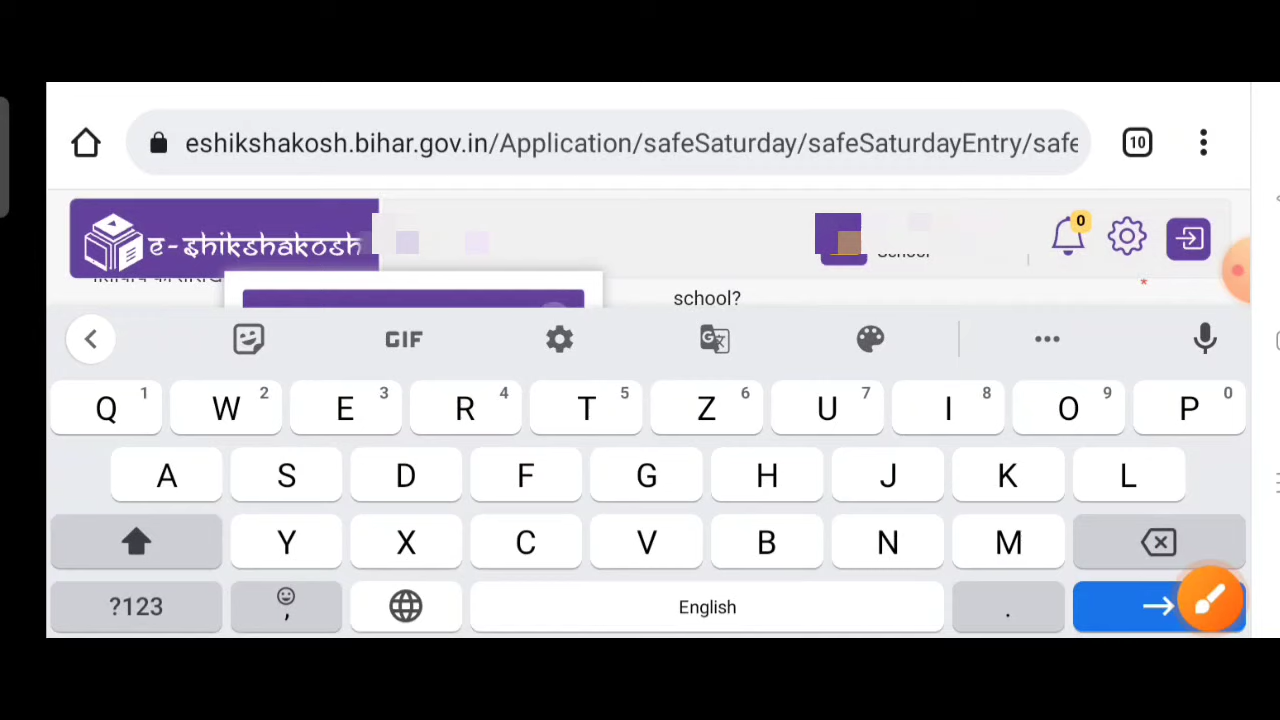 eshikshakosh.bihar.gov.in/Application/safeSaturday/safeSaturdayEntry/safe
10
e-shikshakosh
0
school?
*
GIF
Q 1 W 2 E 3 R 4 T 5 Z 6 U 7 I 8 O 9 P 0
A S D F G H J K L
Y X C V B N M
?123 , English .